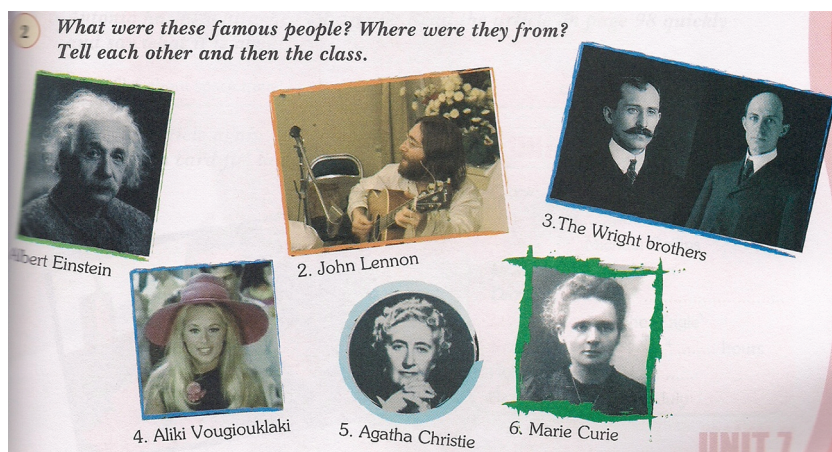 2 What were these famous people? Where were they from?
Tell each other and then the class.
Albert Einstein
2. John Lennon
3.The Wright brothers
4. Aliki Vougiouklaki
5. Agatha Christie
6. Marie Curie
UNIT 7